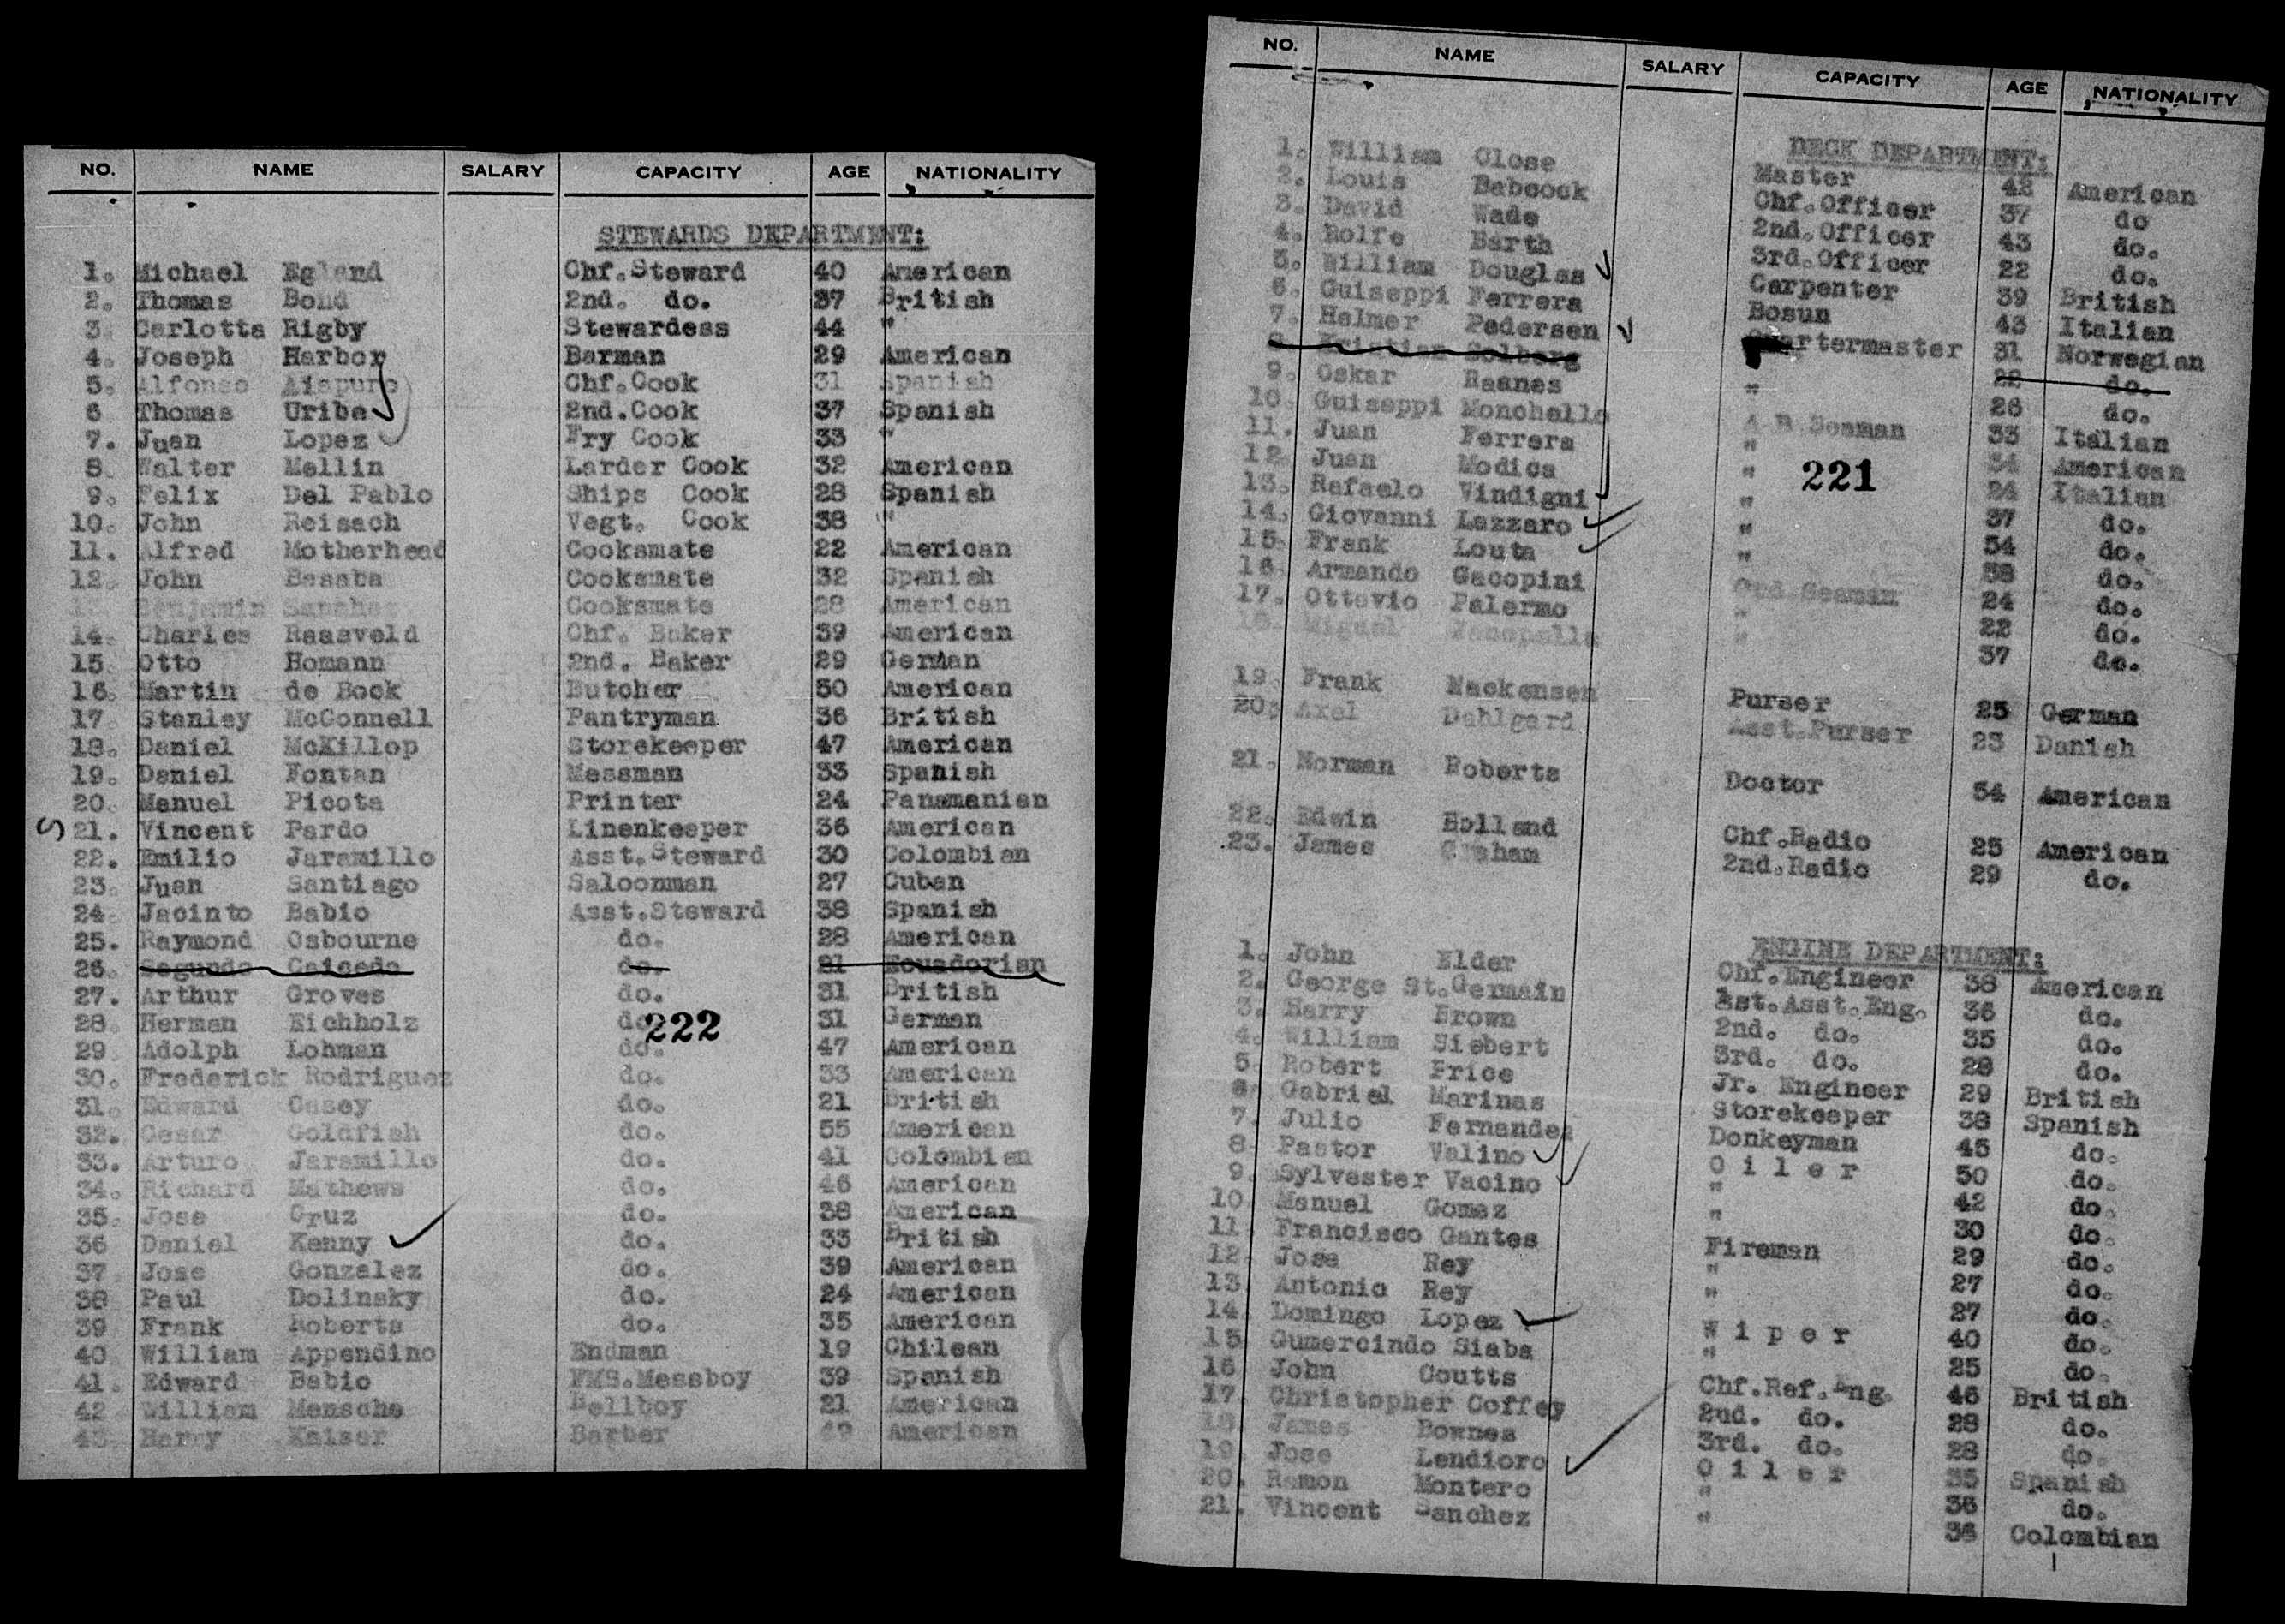 NO. NAME SALARY CAPACITY AGE NATIONALITY
STEWARDS DEPARTMENT:
1. Michael Egland Chf.Steward 40 American
2. Thomas Bond 2nd. do. 37 British
3. Carlotta Rigby Stewardess 44 "
4. Joseph Harbor Barman 29 American
5. Alfonso Aispuro Chf.Cook 31 Spanish
6 Thomas Uribe 2nd.Cook 37 Spanish
7. Juan Lopez Fry Cook 33 "
8. Walter Mellin Larder Cook 32 American
9. Felix Del Pablo Ships Cook 28 Spanish
10. John Reisach Vegt. Cook 38 "
11. Alfred Motherhead Cooksmate 22 American
12. John Basaba Cooksmate 32 Spanish
Benjamin Sanchez Cooksmate 28 American
14. Charles Raasveld Chf. Baker 39 American
15. Otto Homann 2nd. Baker 29 German
16. Martin de Bock Butcher 50 American
17 Stanley McConnell Pantryman 36 British
18. Daniel McKillop Storekeeper 47 American
19. Daniel Fontan Messman 33 Spanish
20. Manuel Picota Printer 24 Panamanian
21. Vincent Pardo Linenkeeper 36 American
22. Emilio Jaramillo Asst.Steward 30 Colombian
23. Juan Santiago Saloonman 27 Cuban
24. Jacinto Babio Asst.Steward 38 Spanish
25. Raymond Osbourne do. 28 American
26. Segundo Caicedo do. 21 Ecuadorian
27. Arthur Groves do. 31 British
28. Herman Eichholz do. 31 German
222
29. Adolph Lohman do. 47 American
30. Frederick Rodriguez do. 33 American
31. Edward Casey do. 21 British
32. Cesar Goldfish do. 55 American
33. Arturo Jaramillo do. 41 Colombian
34. Richard Mathews do. 46 American
35. Jose Cruz do. 38 American
36 Daniel Kenny do. 33 British
37. Jose Gonzalez do. 39 American
38 Paul Dolinsky do. 24 American
39 Frank Roberts do. 35 American
40 William Appendino Endman 19 Chilean
41. Edward Babio FMS.Messboy 39 Spanish
42 William Mensche Bellboy 21 American
43 Harry Kaiser Barber 49 American
NO. NAME SALARY CAPACITY AGE NATIONALITY
DECK DEPARTMENT:
1. William Close Master 42 American
2. Louis Babcock Chf.Officer 37 do
3. David Wade 2nd.Officer 43 do.
4. Rolfe Barth 3rd.Officer 22 do.
5. William Douglas Carpenter 39 British
6. Guiseppi Ferrera Bosun 43 Italian
7. Helmer Pedersen Quartermaster 31 Norwegian
8 Kristian Solberg 22 do.
9. Oskar Raanes " 26 do.
10. Guiseppi Monchello A.B.Seaman 33 Italian
11. Juan Ferrera " 34 American
12. Juan Modica " 24 Italian
221
13. Rafaelo Vindigni " 37 do.
14. Giovanni Lazzaro " 34 do.
15. Frank Louta " 38 do.
16. Armando Gacopini Ord.Seaman 24 do.
17. Ottavio Palermo " 22 do.
18. Miguel " 37 do.
19. Frank Mackensen Purser 25 German
20. Axel Dahlgard Asst.Purser 23 Danish
21. Norman Roberts Doctor 34 American
22. Edwin Holland Chf.Radio 25 American
23. James Graham 2nd.Radio 29 do.
ENGINE DEPARTMENT:
1. John Elder Chf.Engineer 38 American
2. George St.Germain 1st.Asst.Eng. 36 do.
3. Harry Brown 2nd. do. 35 do.
4. William Siebert 3rd. do. 28 do.
5. Robert Price Jr. Engineer 29 British
6. Gabriel Marinas Storekeeper 38 Spanish
7. Julio Fernandez Donkeyman 45 do.
8. Pastor Valino Oiler 50 do.
9. Sylvester Vacino " 42 do.
10. Manuel Gomez " 30 do.
11. Francisco Gantes Fireman 29 do.
12. Jose Rey " 27 do.
13. Antonio Rey " 27 do.
14. Domingo Lopez Wiper 40 do.
15 Gumercindo Siaba " 25 do.
16 John Coutts Chf.Ref.Eng. 46 British
17. Christopher Coffey 2nd. do. 28 do.
18. James Bownes 3rd. do. 28 do.
19. Jose Lendioro Oiler 35 Spanish
20. Ramon Montero " 36 do.
21. Vincent Sanchez " 36 Colombian